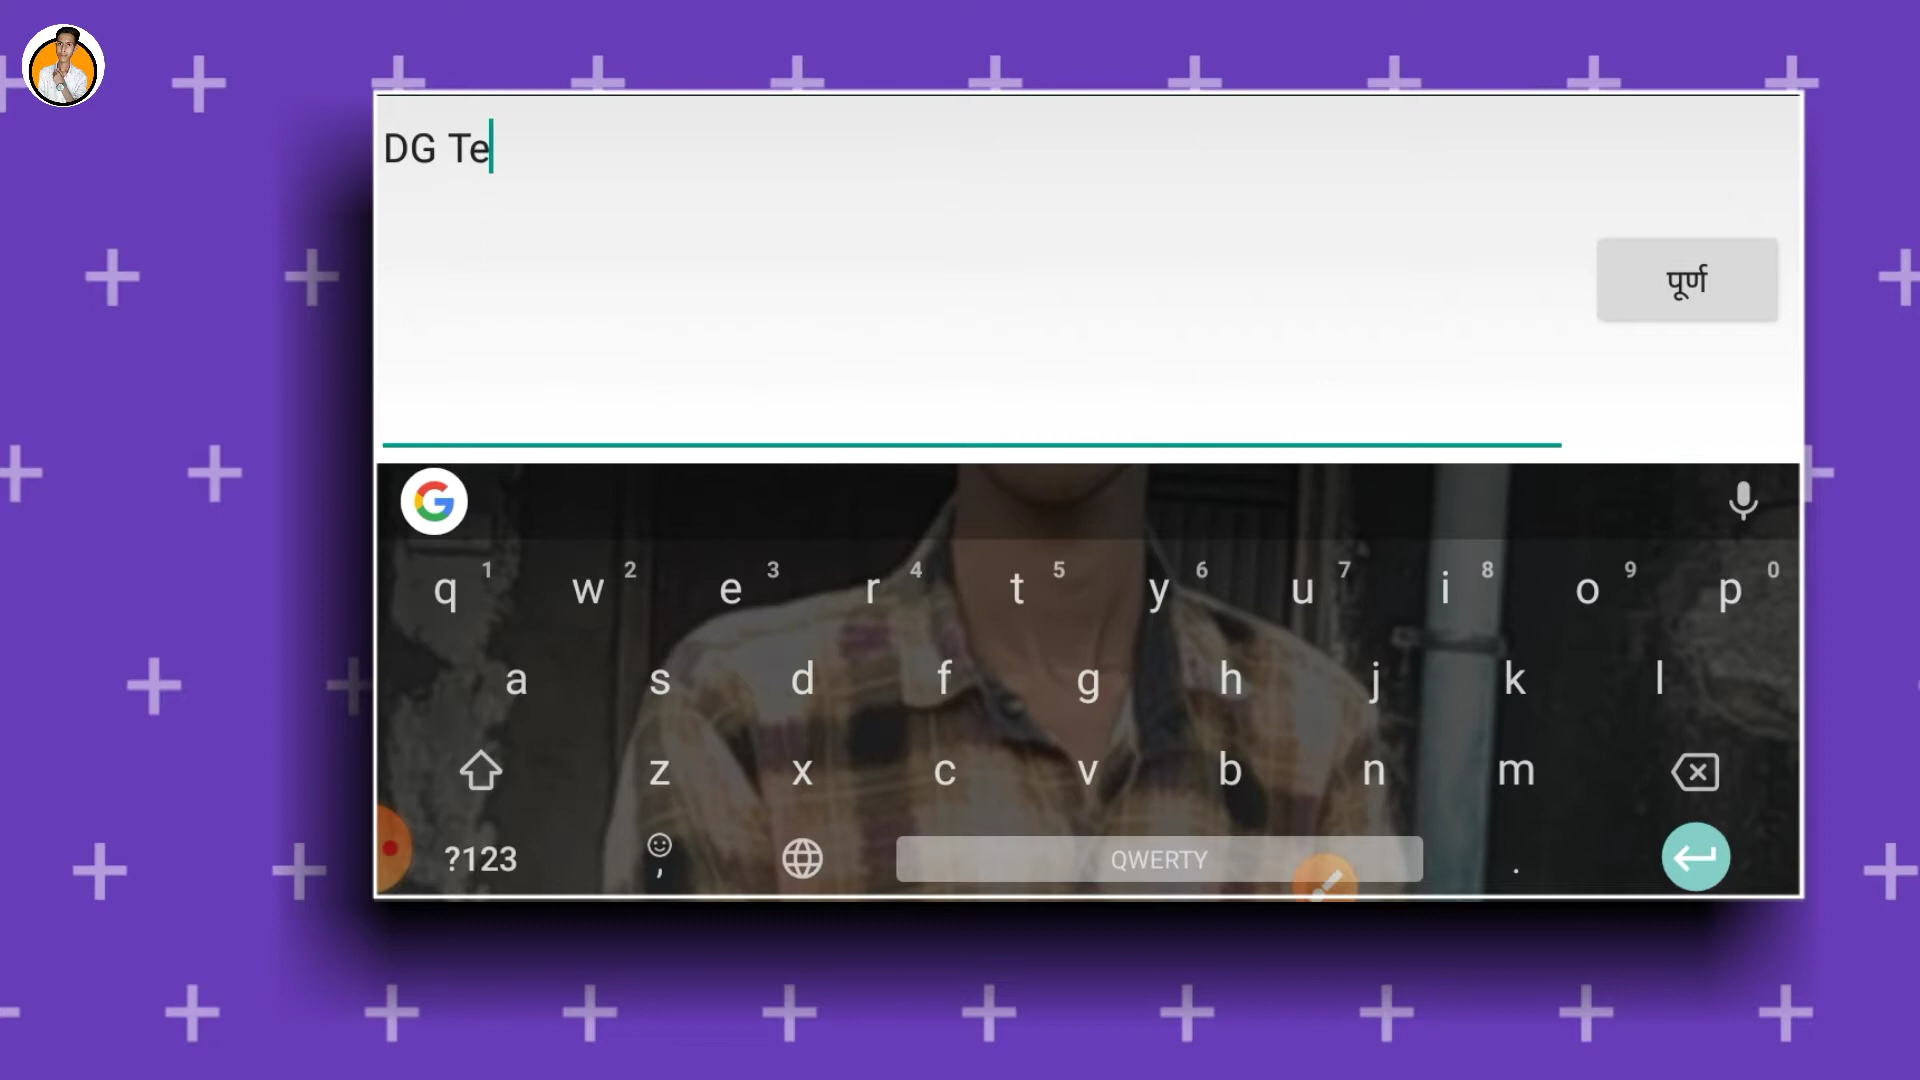 DG Te
पूर्ण
q 1 w 2 e 3 r 4 t 5 y 6 u 7 i 8 o 9 p 0
a s d f g h j k l
z x c v b n m
?123 , QWERTY .